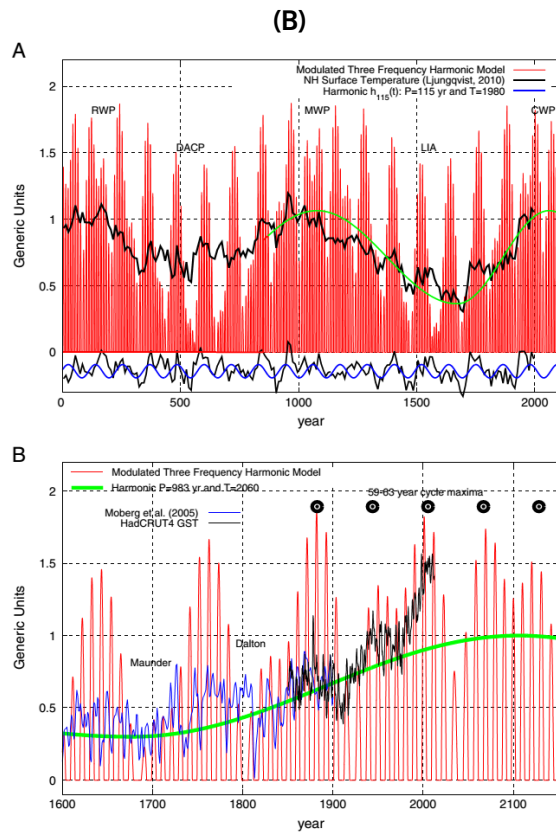 (B)
A
Modulated Three Frequency Harmonic Model
NH Surface Temperature (Ljungqvist, 2010)
Harmonic h115(t): P=115 yr and T=1980
RWP
MWP
CWP
DACP
LIA
Generic Units
2
1.5
1
0.5
0
0
500
1000
1500
2000
year
B
Modulated Three Frequency Harmonic Model
Harmonic P=983 yr and T=2060
59-63 year cycle maxima
Moberg et al. (2005)
HadCRUT4 GST
Dalton
Maunder
Generic Units
2
1.5
1
0.5
0
1600
1700
1800
1900
2000
2100
year